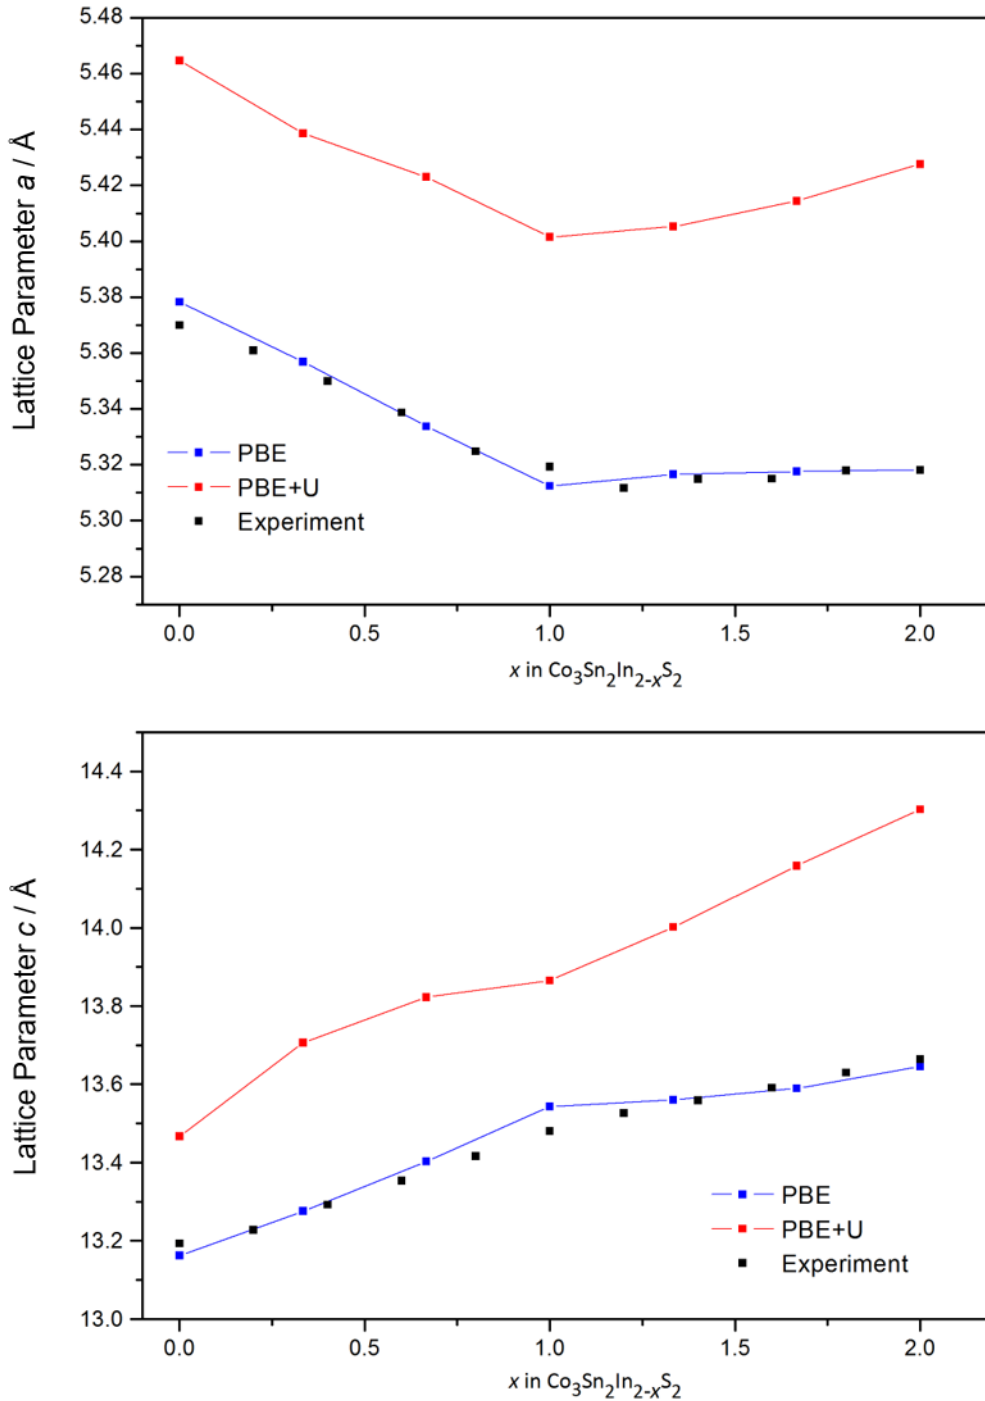 5.48
5.46
5.44
5.42
5.40
5.38
5.36
5.34
5.32
5.30
5.28
Lattice Parameter a / Å
PBE
PBE+U
Experiment
0.0 0.5 1.0 1.5 2.0
x in Co₃Sn₂In₂₋ₓS₂
14.4
14.2
14.0
13.8
13.6
13.4
13.2
13.0
Lattice Parameter c / Å
PBE
PBE+U
Experiment
0.0 0.5 1.0 1.5 2.0
x in Co₃Sn₂In₂₋ₓS₂